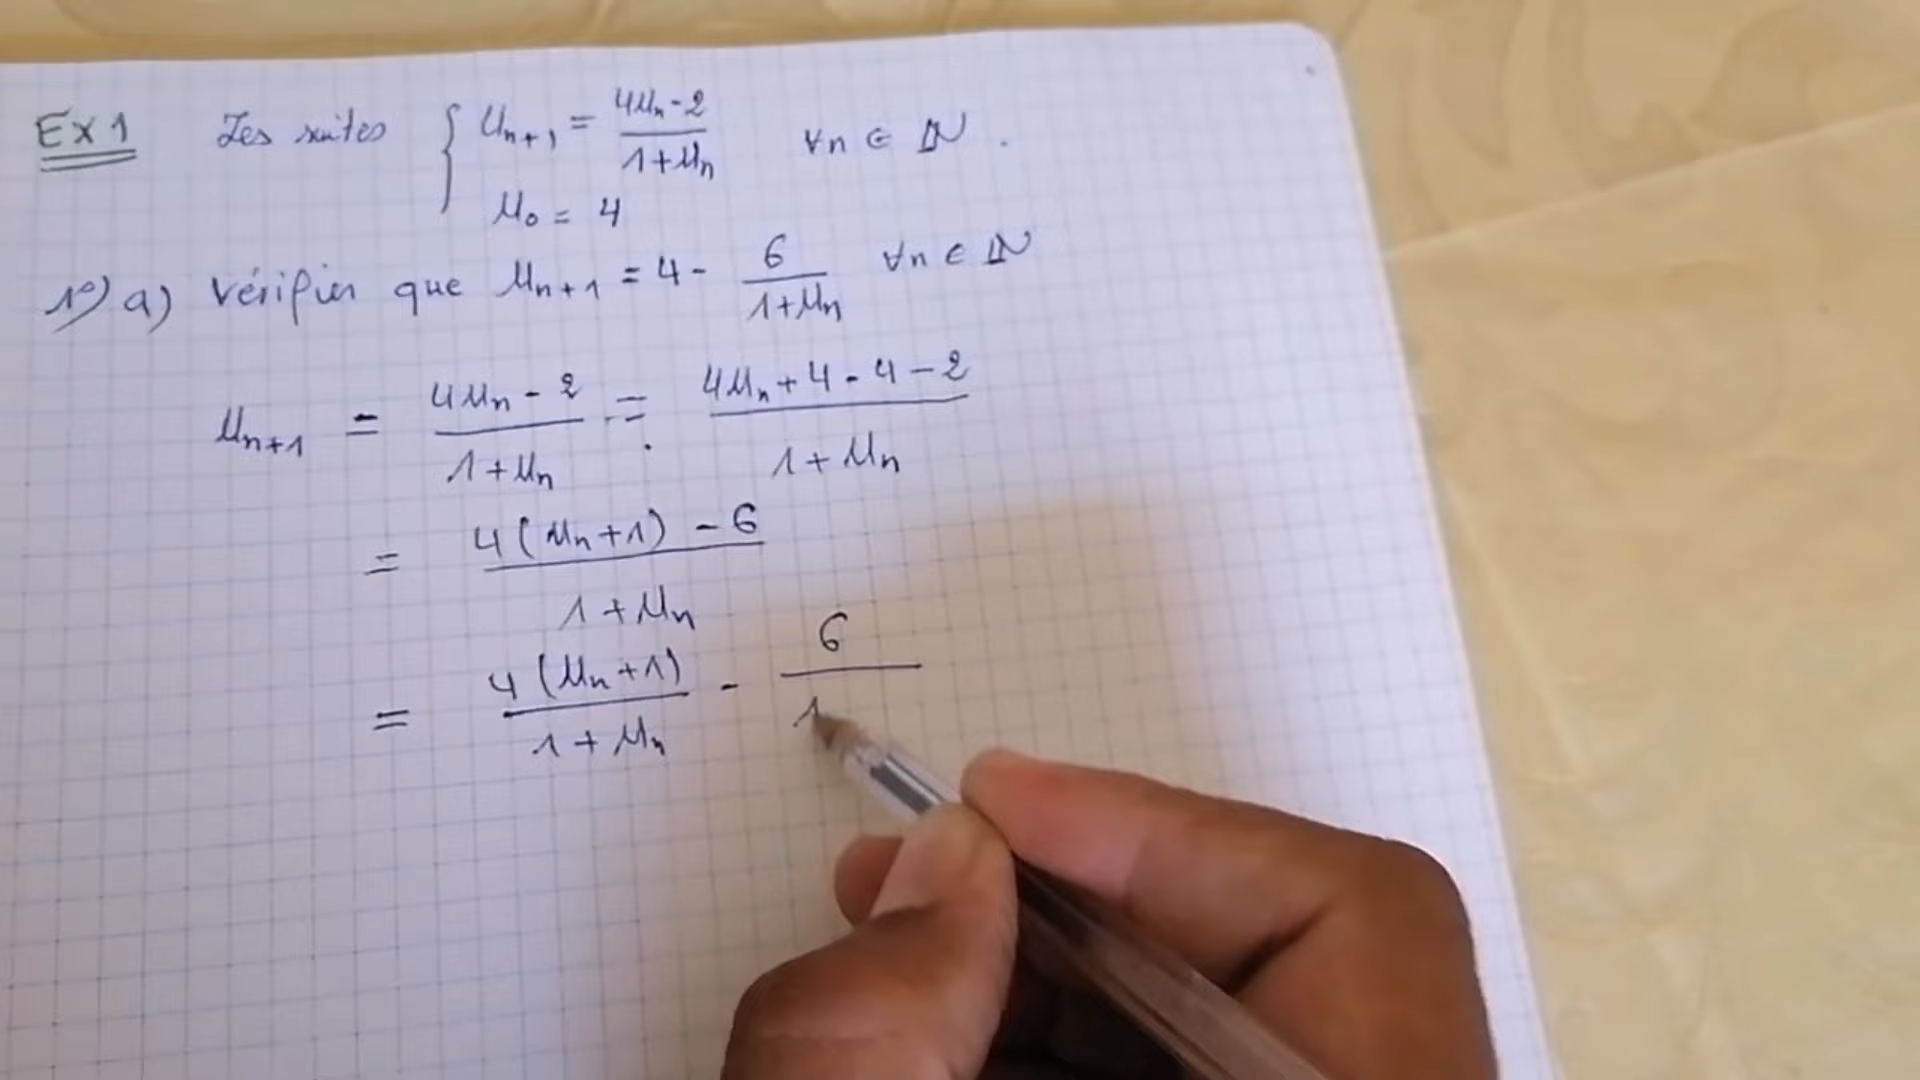 Ex 1 Les suites { Un+1 = (4Un - 2)/(1 + Un) ∀n ∈ ℕ.
U0 = 4
1°) a) Vérifier que Un+1 = 4 - 6/(1 + Un) ∀n ∈ ℕ
Un+1 = (4Un - 2)/(1 + Un) = (4Un + 4 - 4 - 2)/(1 + Un)
= (4(Un + 1) - 6)/(1 + Un)
= 4(Un + 1)/(1 + Un) - 6/1